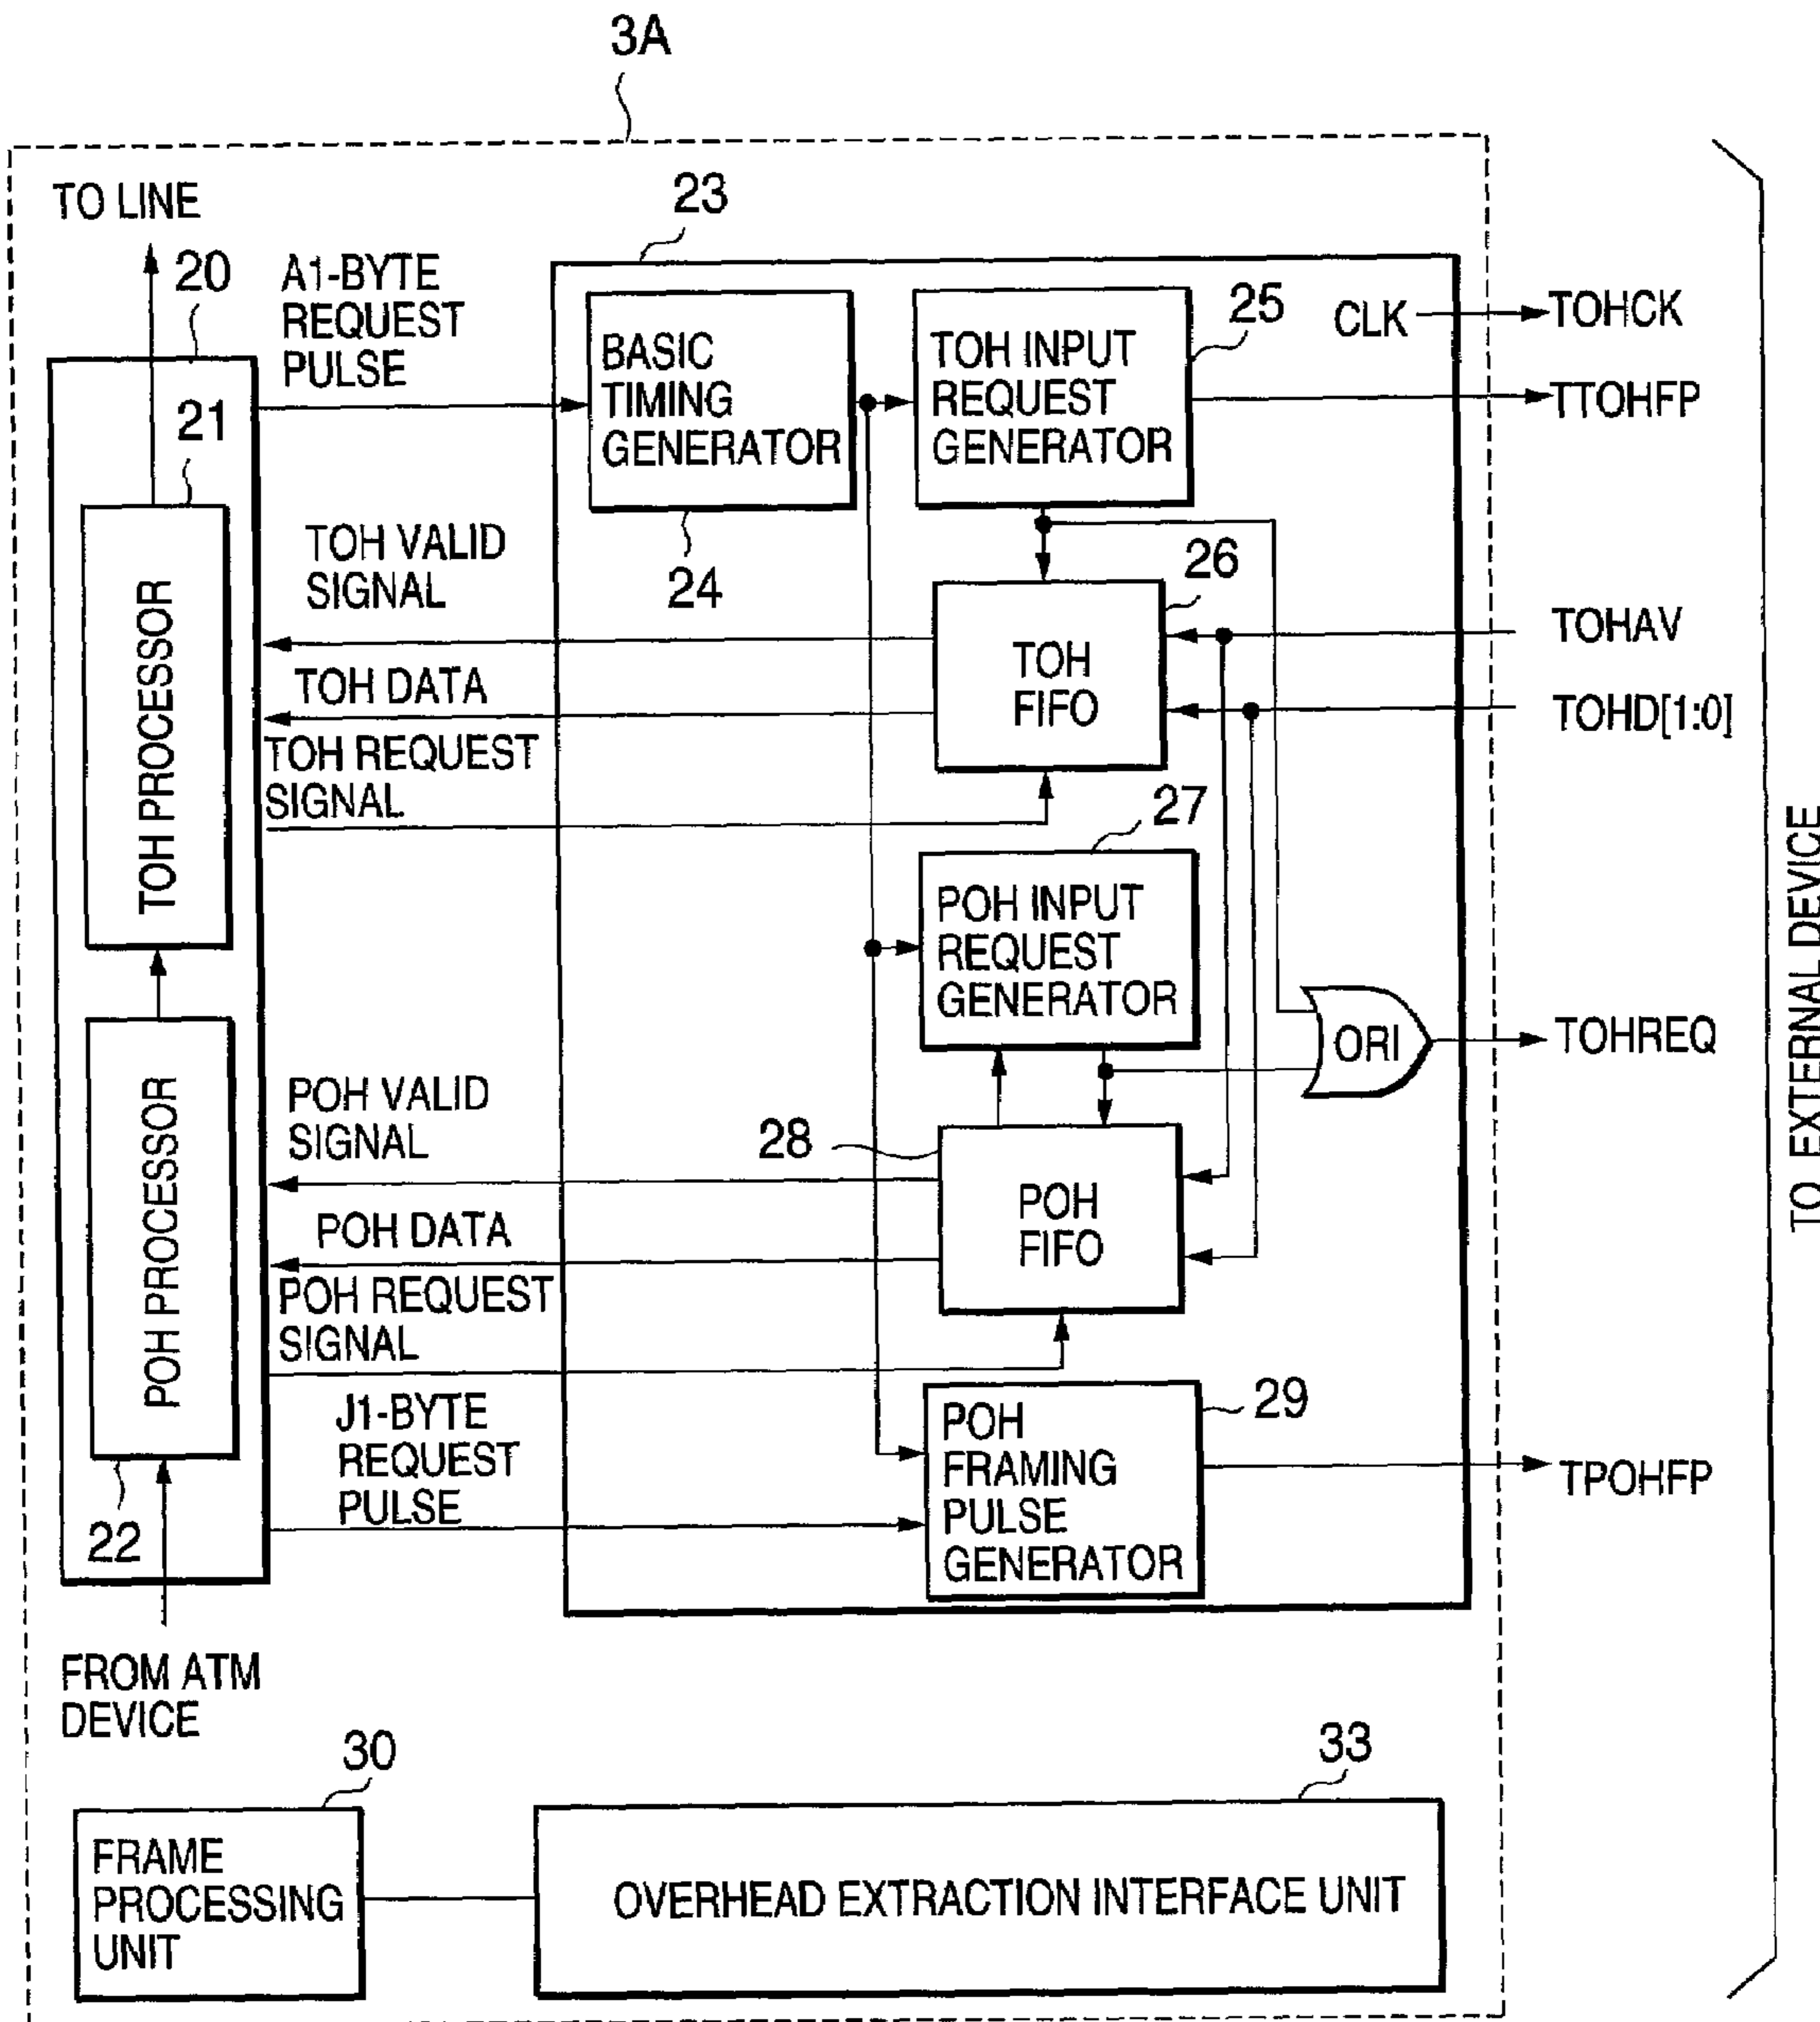 3A
TO LINE
23
20
A1-BYTE
REQUEST
PULSE
BASIC
TIMING
GENERATOR
TOH INPUT
REQUEST
GENERATOR
25
CLK
TOHCK
TTOHFP
21
24
TOH VALID
SIGNAL
26
TOH
FIFO
TOHAV
TOH DATA
TOHD[1:0]
TOH REQUEST
SIGNAL
TOH PROCESSOR
27
POH INPUT
REQUEST
GENERATOR
TO EXTERNAL DEVICE
ORI
TOHREQ
POH VALID
SIGNAL
28
POH
FIFO
POH DATA
POH REQUEST
SIGNAL
POH PROCESSOR
J1-BYTE
REQUEST
PULSE
POH
FRAMING
PULSE
GENERATOR
29
TPOHFP
22
FROM ATM
DEVICE
30
33
FRAME
PROCESSING
UNIT
OVERHEAD EXTRACTION INTERFACE UNIT